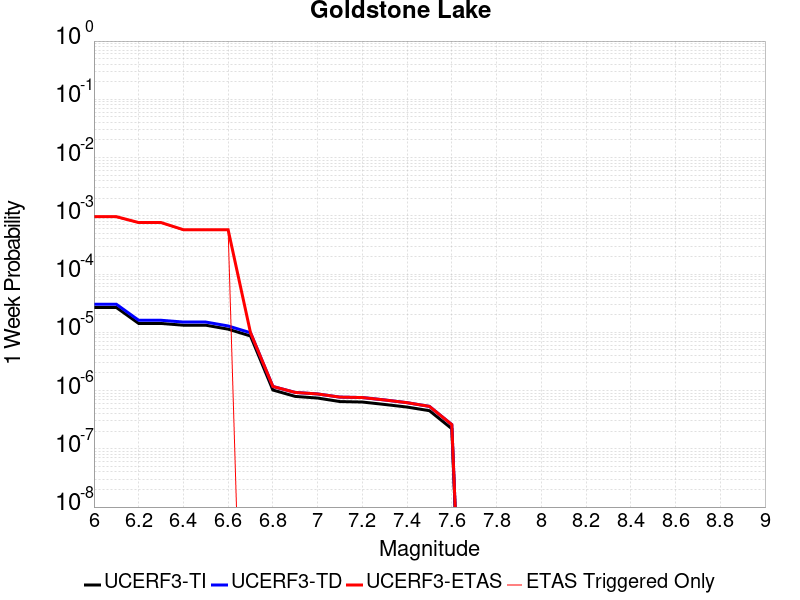 Goldstone Lake
1 Week Probability
10^0
10^-1
10^-2
10^-3
10^-4
10^-5
10^-6
10^-7
10^-8
6 6.2 6.4 6.6 6.8 7 7.2 7.4 7.6 7.8 8 8.2 8.4 8.6 8.8 9
Magnitude
UCERF3-TI UCERF3-TD UCERF3-ETAS ETAS Triggered Only